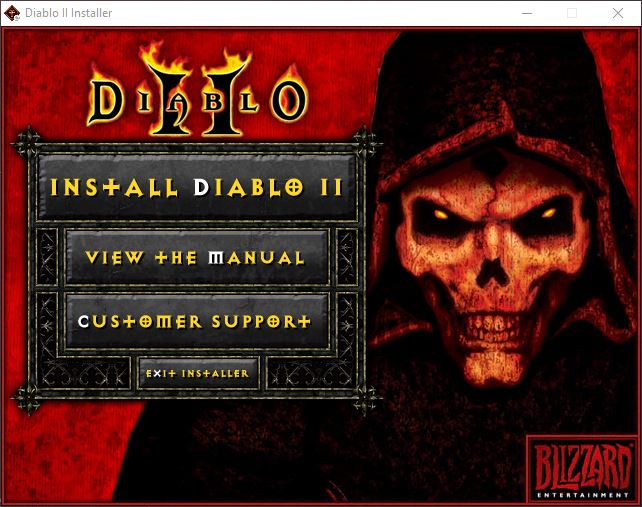 Diablo II Installer
DIABLO II
INSTALL DIABLO II
VIEW THE MANUAL
CUSTOMER SUPPORT
EXIT INSTALLER
BLIZZARD
ENTERTAINMENT